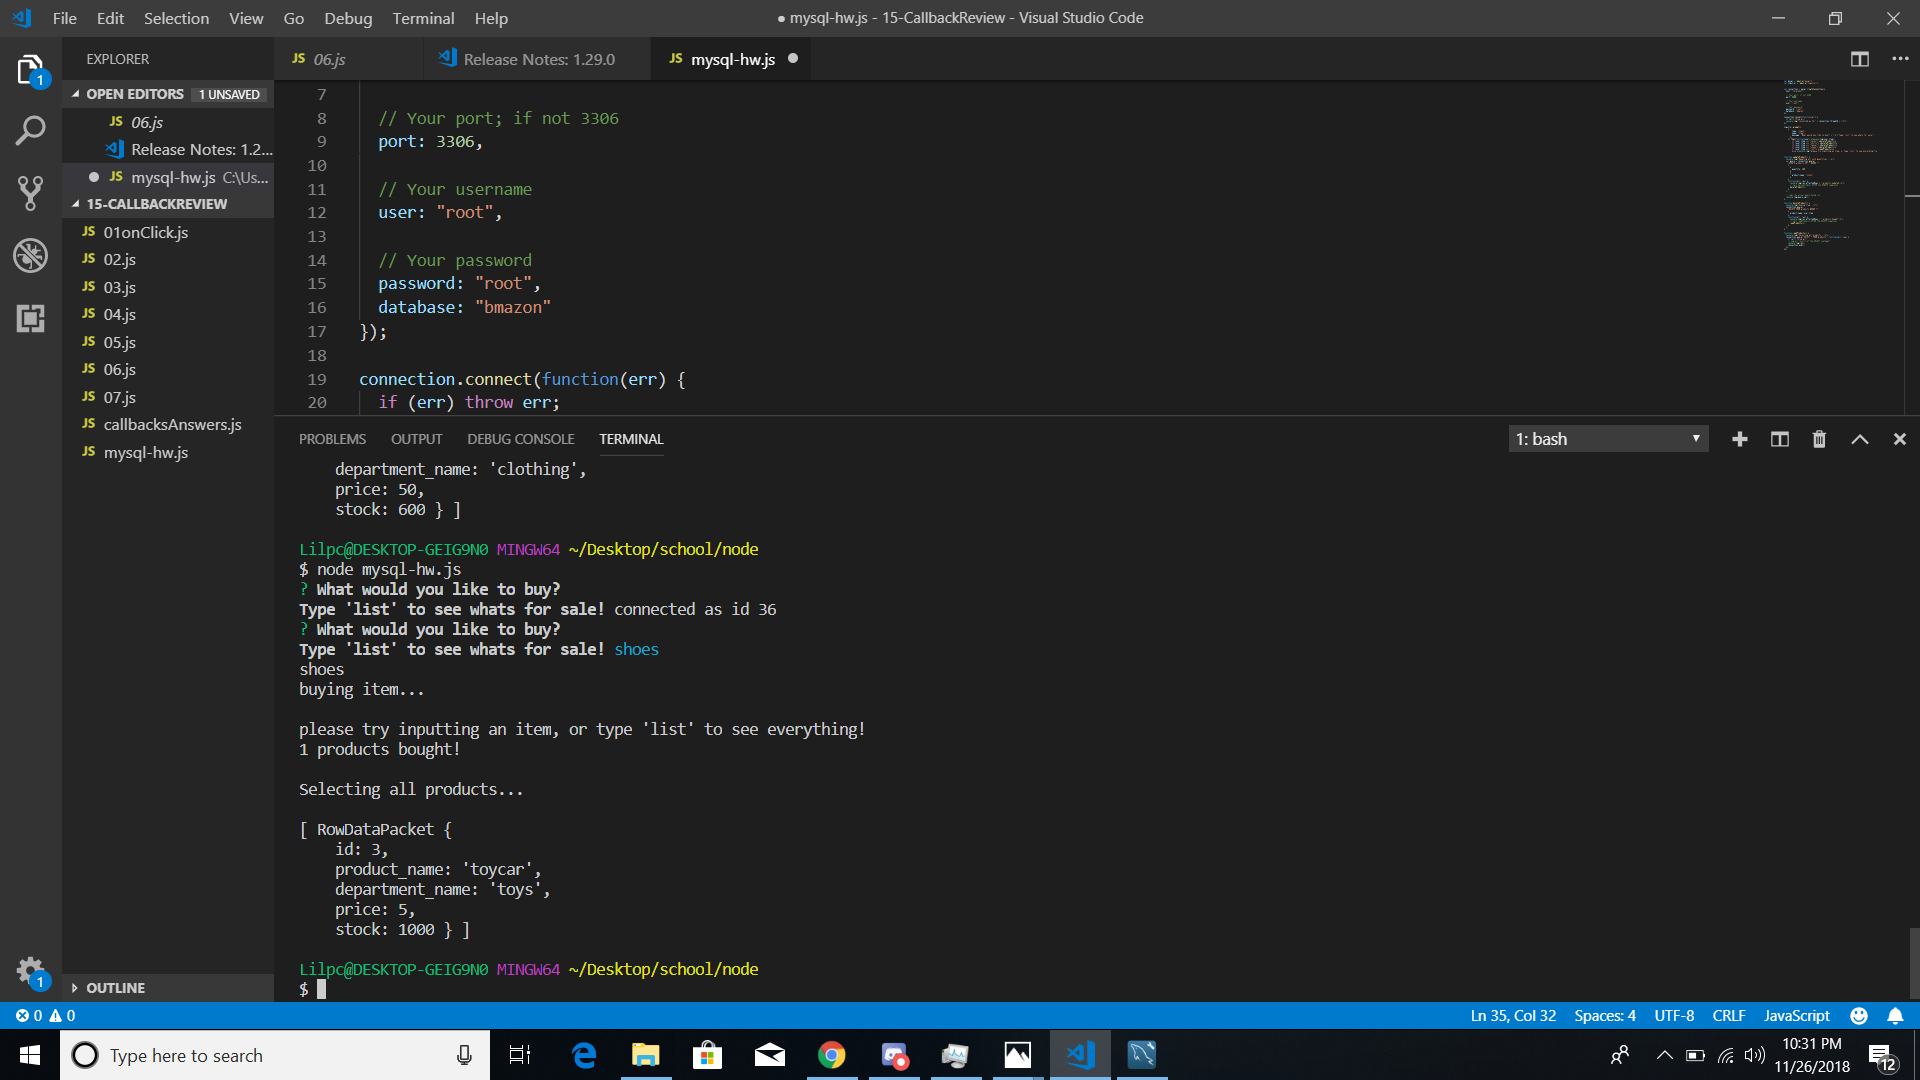 File Edit Selection View Go Debug Terminal Help
● mysql-hw.js - 15-CallbackReview - Visual Studio Code
EXPLORER
JS 06.js
Release Notes: 1.29.0
JS mysql-hw.js
OPEN EDITORS 1 UNSAVED
JS 06.js
Release Notes: 1.2...
JS mysql-hw.js C:\Us...
15-CALLBACKREVIEW
JS 01onClick.js
JS 02.js
JS 03.js
JS 04.js
JS 05.js
JS 06.js
JS 07.js
JS callbacksAnswers.js
JS mysql-hw.js
OUTLINE
1
1
7
8 // Your port; if not 3306
9 port: 3306,
10
11 // Your username
12 user: "root",
13
14 // Your password
15 password: "root",
16 database: "bmazon"
17 });
18
19 connection.connect(function(err) {
20 if (err) throw err;
PROBLEMS OUTPUT DEBUG CONSOLE TERMINAL
1: bash
department_name: 'clothing',
price: 50,
stock: 600 } ]
Lilpc@DESKTOP-GEIG9N0 MINGW64 ~/Desktop/school/node
$ node mysql-hw.js
? What would you like to buy?
Type 'list' to see whats for sale! connected as id 36
? What would you like to buy?
Type 'list' to see whats for sale! shoes
shoes
buying item...
please try inputting an item, or type 'list' to see everything!
1 products bought!
Selecting all products...
[ RowDataPacket {
id: 3,
product_name: 'toycar',
department_name: 'toys',
price: 5,
stock: 1000 } ]
Lilpc@DESKTOP-GEIG9N0 MINGW64 ~/Desktop/school/node
$
0 0
Ln 35, Col 32 Spaces: 4 UTF-8 CRLF JavaScript
Type here to search
10:31 PM
11/26/2018
12